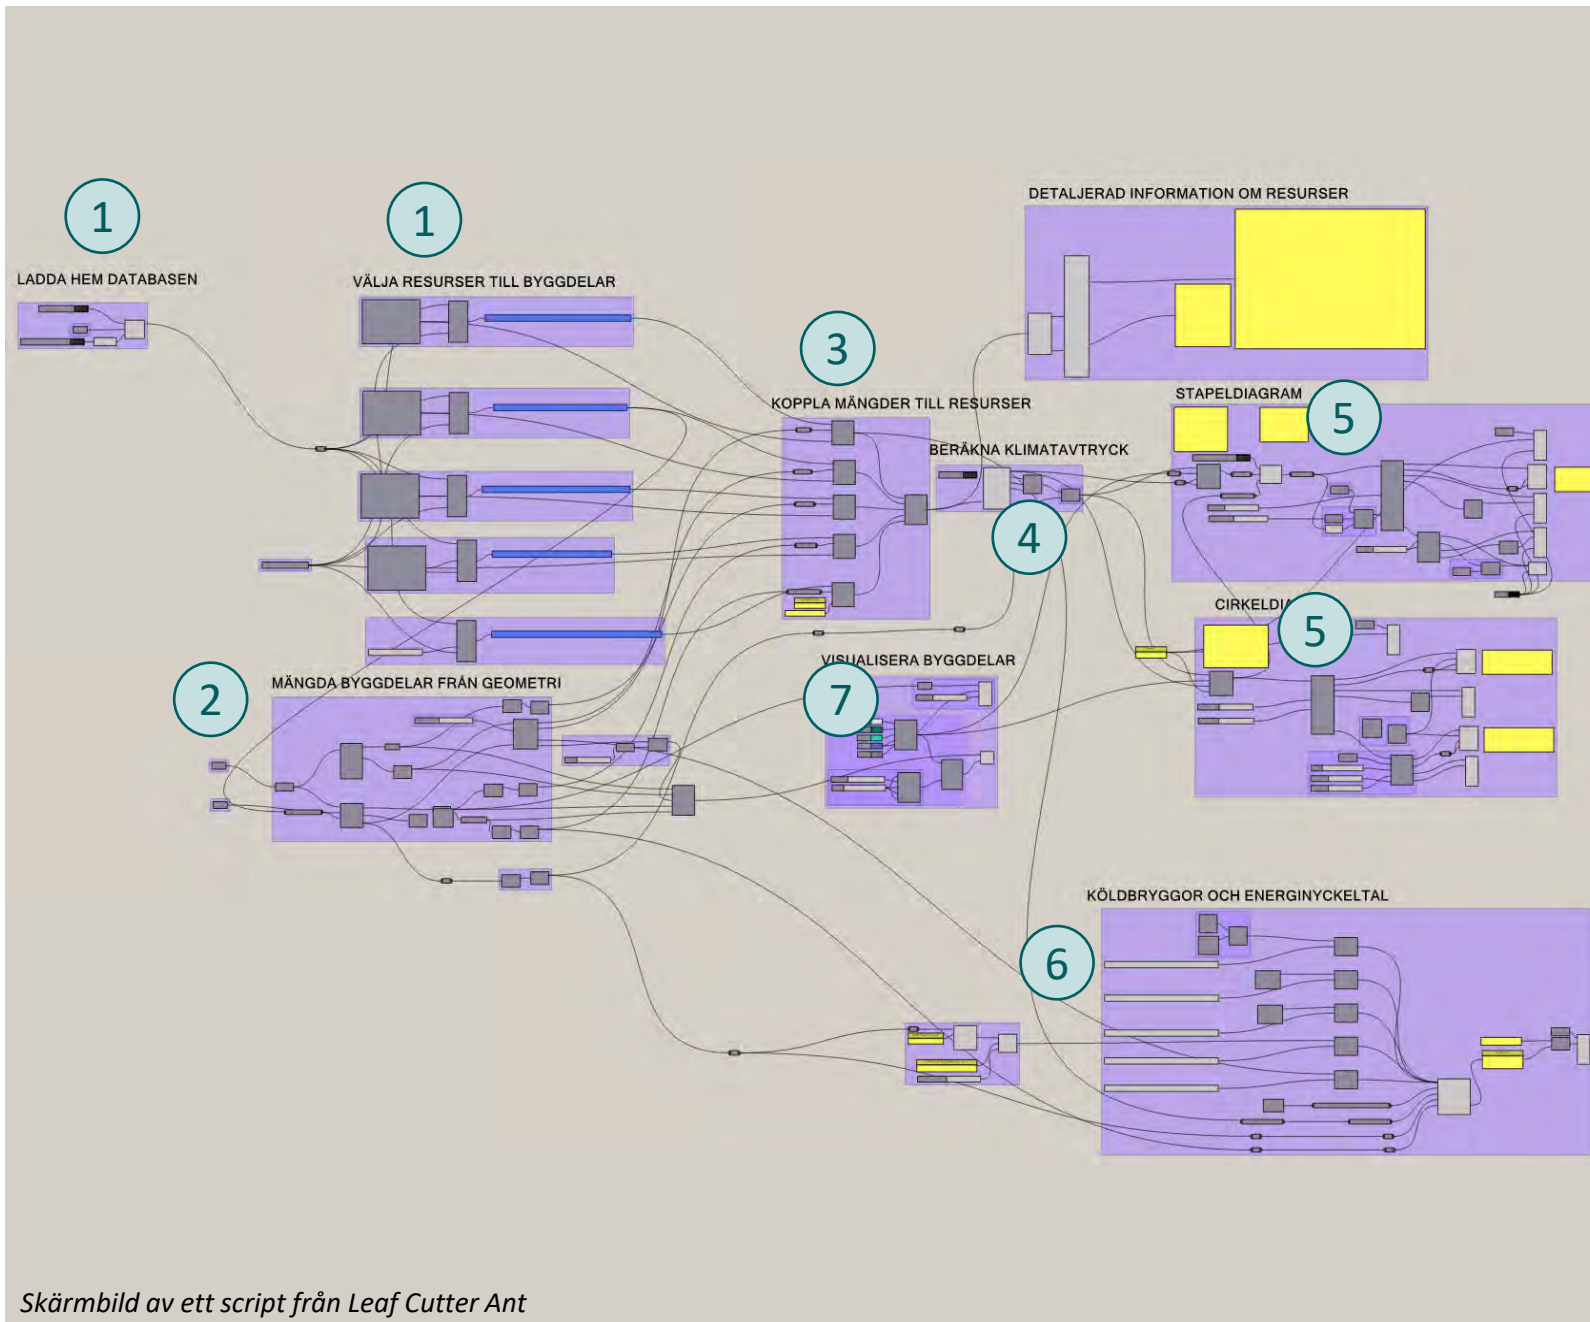 DETALJERAD INFORMATION OM RESURSER
1
1
LADDA HEM DATABASEN
VÄLJA RESURSER TILL BYGGDELAR
3
KOPPLA MÄNGDER TILL RESURSER
STAPELDIAGRAM
5
BERÄKNA KLIMATAVTRYCK
4
CIRKELDIA
5
2
MÄNGDA BYGGDELAR FRÅN GEOMETRI
VISUALISERA BYGGDELAR
7
KÖLDBRYGGOR OCH ENERGINYCKELTAL
6
Skärmbild av ett script från Leaf Cutter Ant